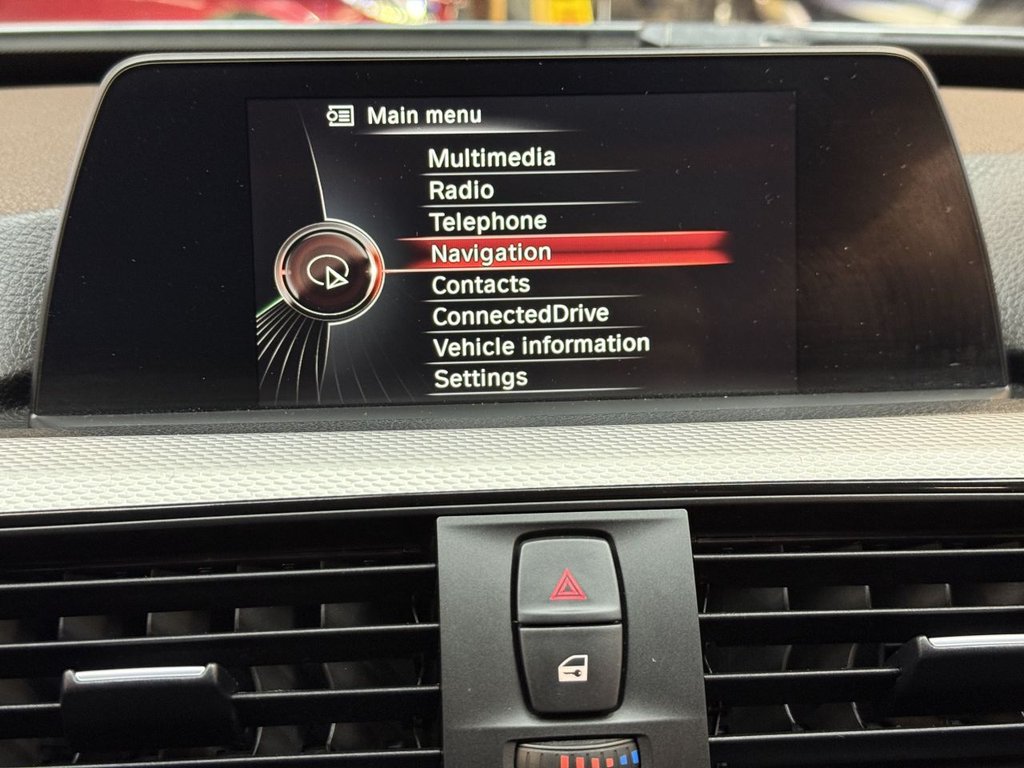 Main menu
Multimedia
Radio
Telephone
Navigation
Contacts
ConnectedDrive
Vehicle information
Settings